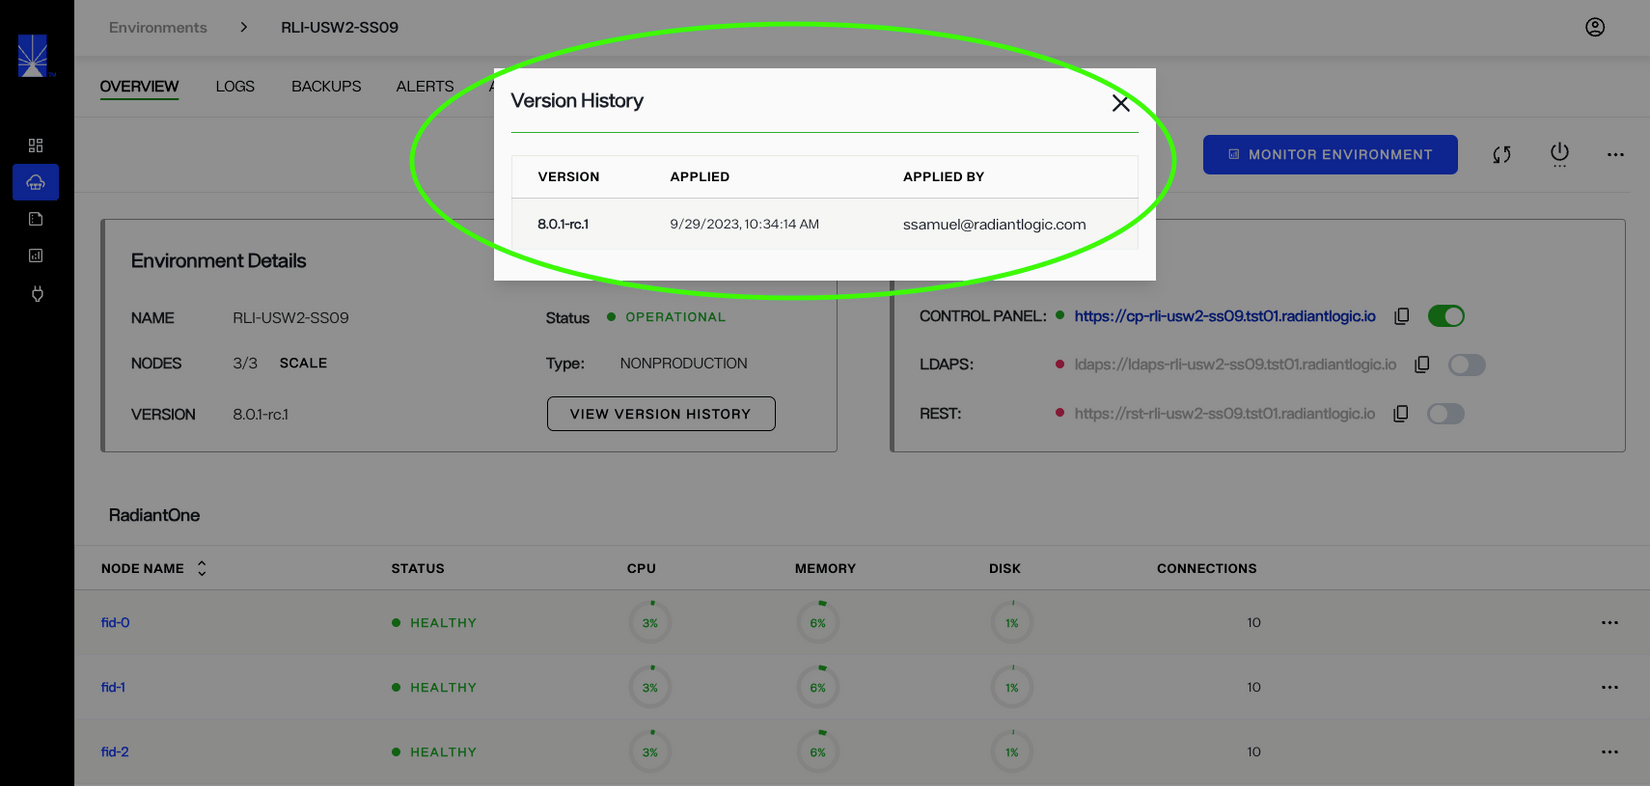 Environments > RLI-USW2-SS09
OVERVIEW LOGS BACKUPS ALERTS
Version History
VERSION APPLIED APPLIED BY
8.0.1-rc.1 9/29/2023, 10:34:14 AM ssamuel@radiantlogic.com
MONITOR ENVIRONMENT
Environment Details
NAME RLI-USW2-SS09 Status OPERATIONAL
NODES 3/3 SCALE Type: NONPRODUCTION
VERSION 8.0.1-rc.1 VIEW VERSION HISTORY
CONTROL PANEL: https://cp-rli-usw2-ss09.tst01.radiantlogic.io
LDAPS: ldaps://ldaps-rli-usw2-ss09.tst01.radiantlogic.io
REST: https://rst-rli-usw2-ss09.tst01.radiantlogic.io
RadiantOne
NODE NAME STATUS CPU MEMORY DISK CONNECTIONS
fid-0 HEALTHY 3% 6% 1% 10
fid-1 HEALTHY 3% 6% 1% 10
fid-2 HEALTHY 3% 6% 1% 10